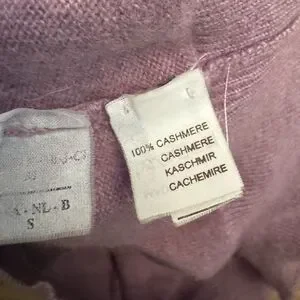 - NL - B
S
100% CASHMERE
CASHMERE
KASCHMIR
CACHEMIRE